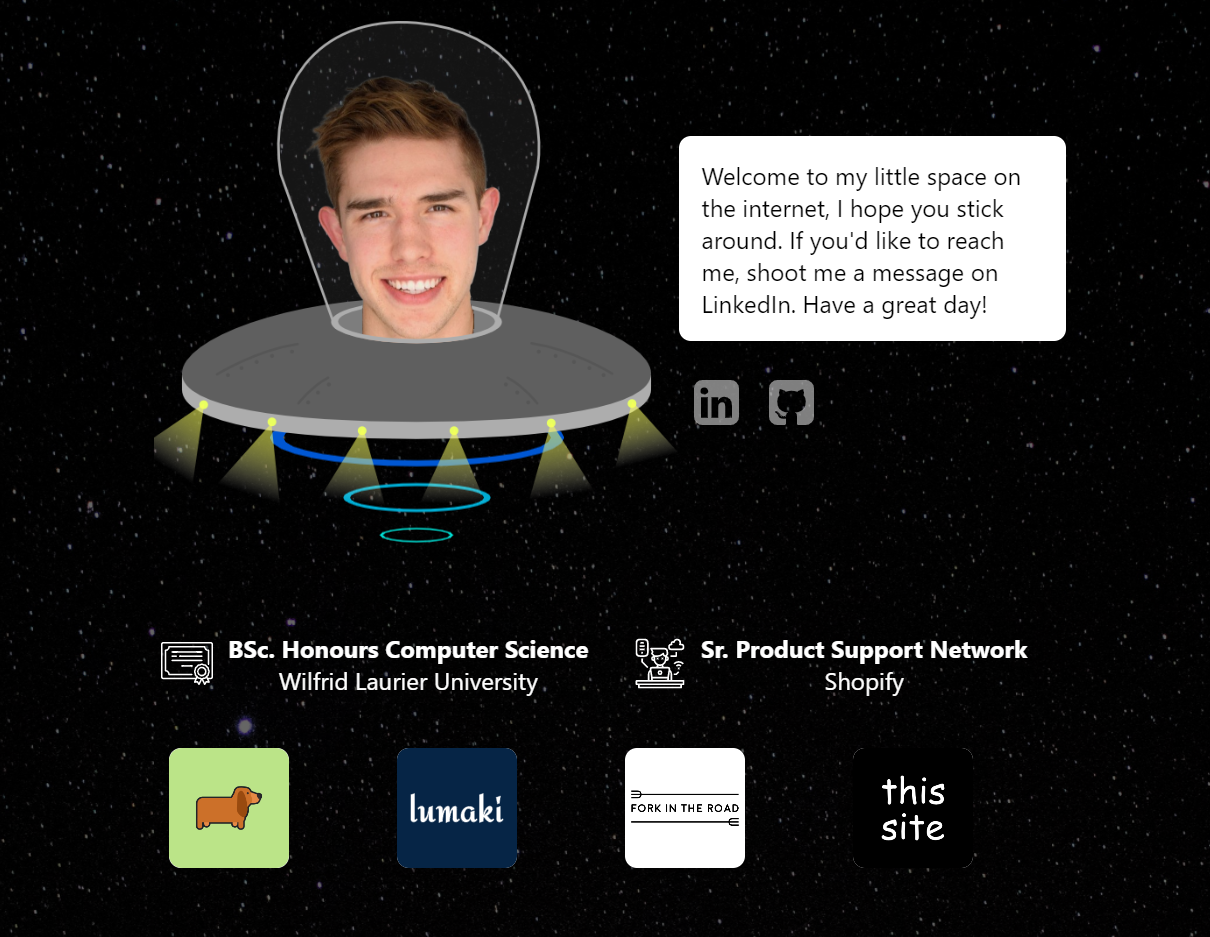 Welcome to my little space on
the internet, I hope you stick
around. If you'd like to reach
me, shoot me a message on
LinkedIn. Have a great day!
in
BSc. Honours Computer Science
Wilfrid Laurier University
Sr. Product Support Network
Shopify
lumaki
FORK IN THE ROAD
this
site